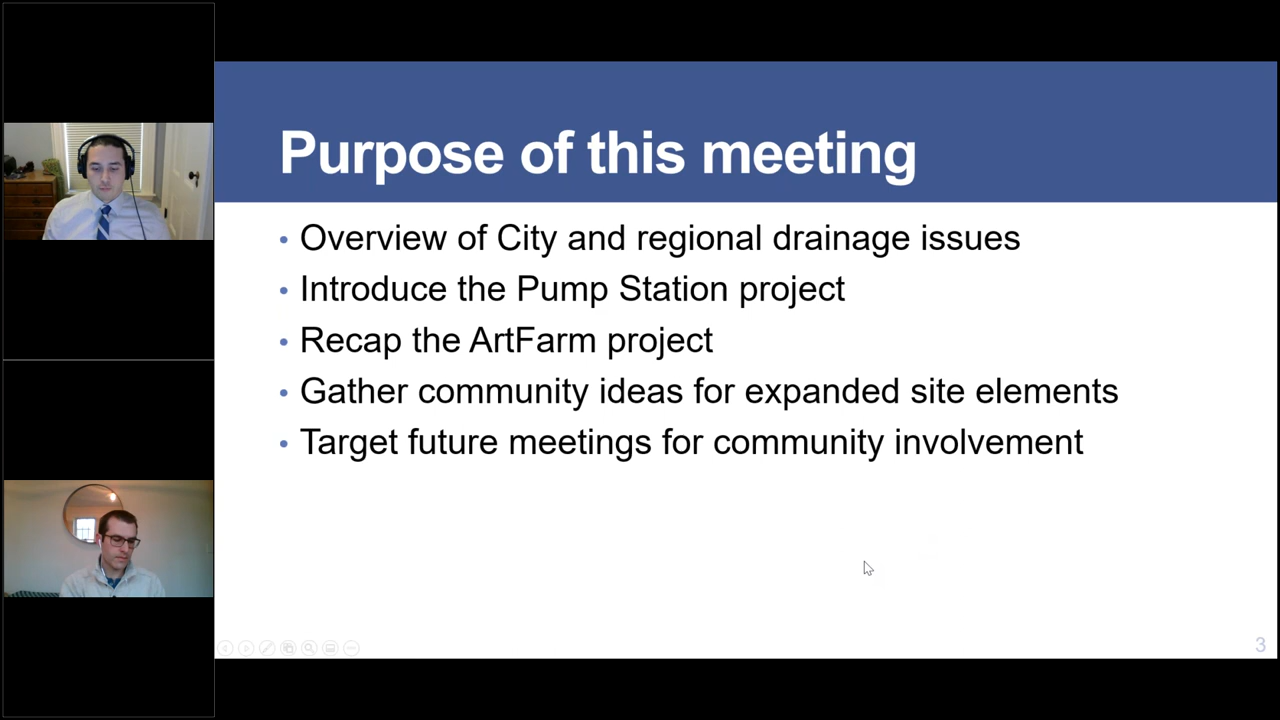 Purpose of this meeting
• Overview of City and regional drainage issues
• Introduce the Pump Station project
• Recap the ArtFarm project
• Gather community ideas for expanded site elements
• Target future meetings for community involvement
3